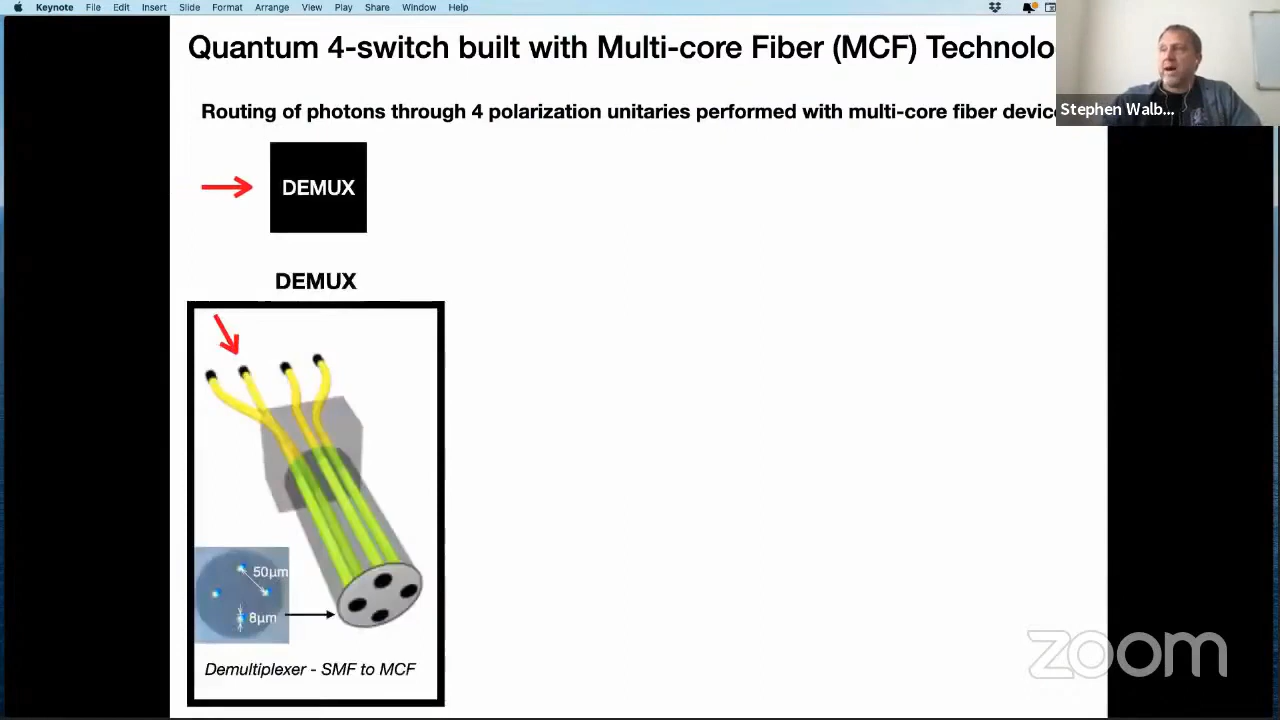 Keynote File Edit Insert Slide Format Arrange View Play Share Window Help
Quantum 4-switch built with Multi-core Fiber (MCF) Technolo
Routing of photons through 4 polarization unitaries performed with multi-core fiber device
Stephen Walb...
DEMUX
DEMUX
50μm
8μm
Demultiplexer - SMF to MCF
zoom